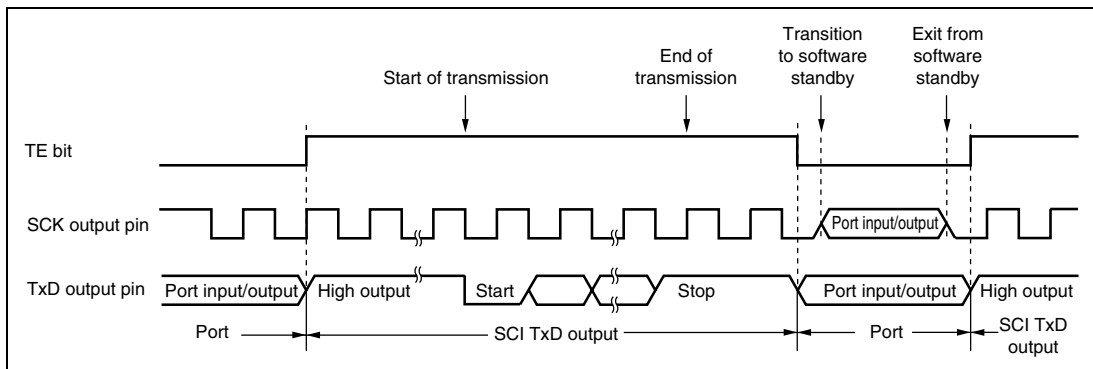 Transition
to software
standby
Exit from
software
standby
Start of transmission
End of
transmission
TE bit
SCK output pin
Port input/output
TxD output pin
Port input/output
High output
Start
Stop
Port input/output
High output
Port
SCI TxD output
Port
SCI TxD
output